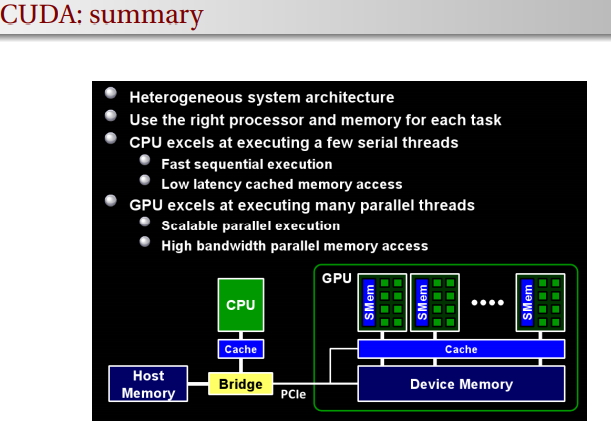 CUDA: summary
Heterogeneous system architecture
Use the right processor and memory for each task
CPU excels at executing a few serial threads
Fast sequential execution
Low latency cached memory access
GPU excels at executing many parallel threads
Scalable parallel execution
High bandwidth parallel memory access
GPU
SMem
SMem
SMem
CPU
Cache
Cache
Host
Memory
Bridge
PCIe
Device Memory